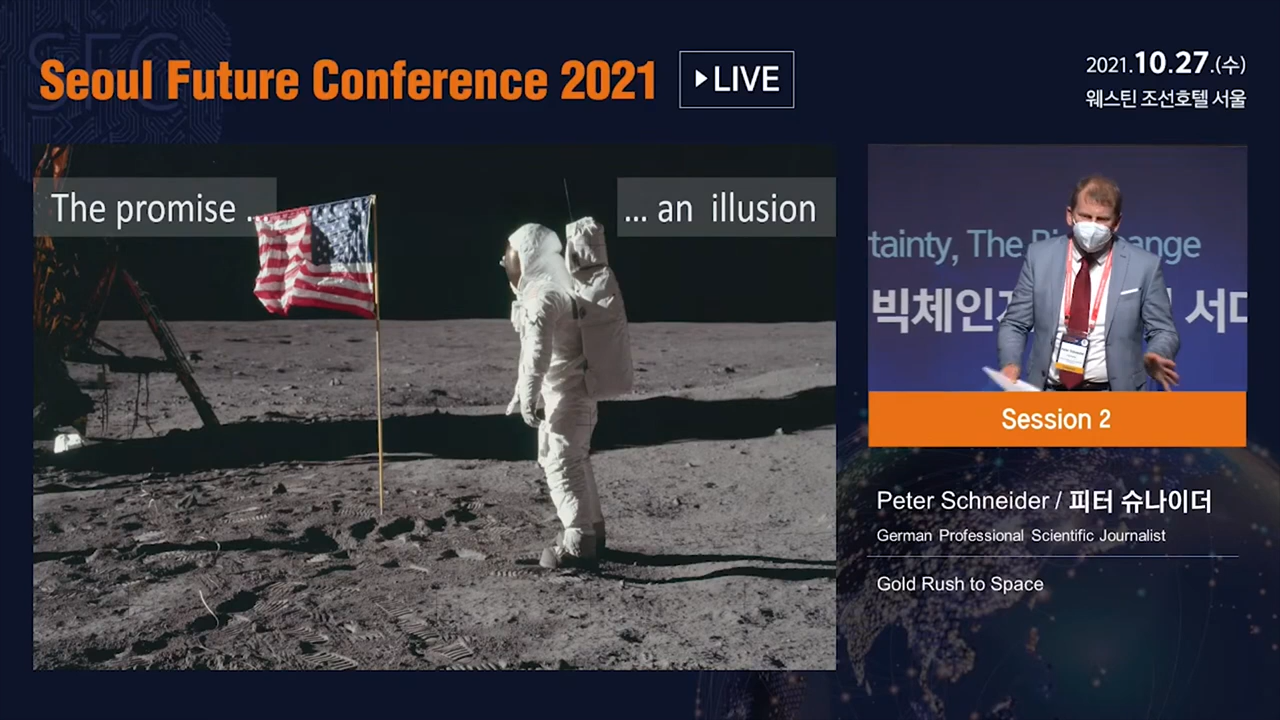 Seoul Future Conference 2021
LIVE
2021.10.27.(수)
웨스틴 조선호텔 서울
SFC
The promise ...
... an illusion
tainty, The Big Change
빅체인지
서
Session 2
Peter Schneider / 피터 슈나이더
German Professional Scientific Journalist
Gold Rush to Space